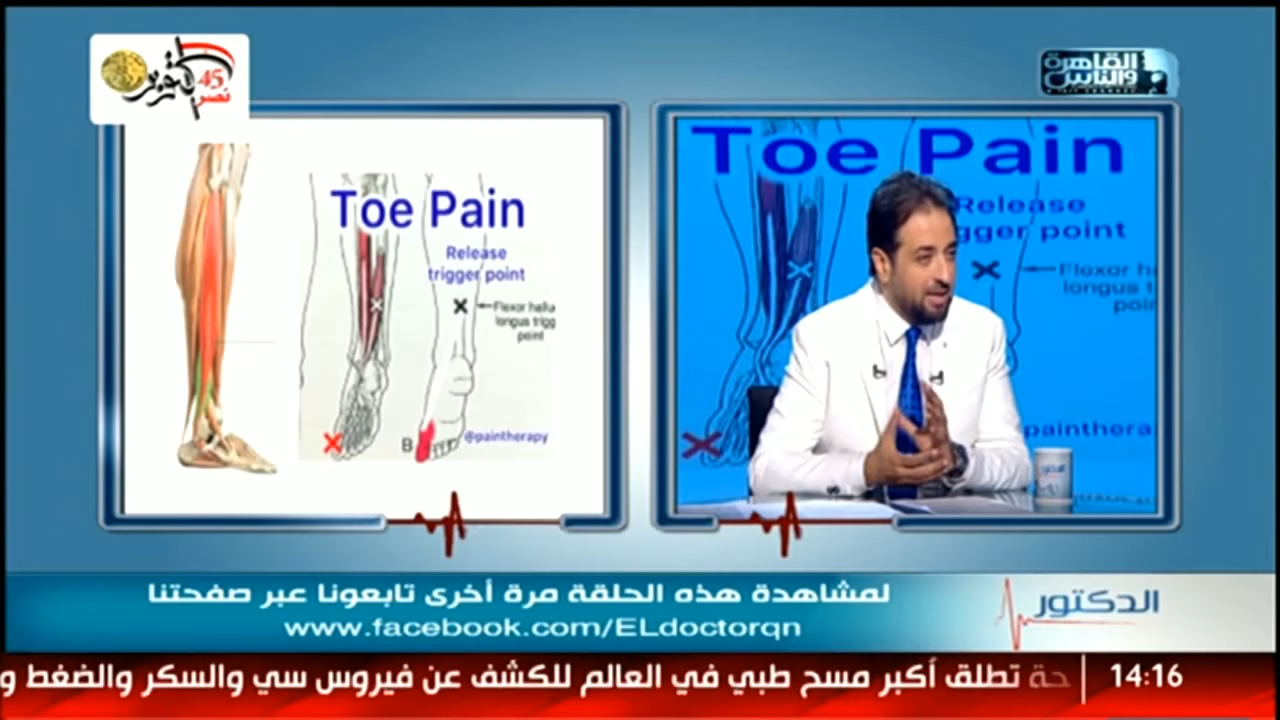 45
نصر
أكتوبر
القاهرة
والناس
Toe Pain
Release
trigger point
Flexor hallu
longus trigg
point
B
@paintherapy
Toe Pain
Release
gger point
Flexor ha
longus t
poin
painthera
لمشاهدة هذه الحلقة مرة أخرى تابعونا عبر صفحتنا
www.facebook.com/ELdoctorqn
الدكتور
حة تطلق أكبر مسح طبي في العالم للكشف عن فيروس سي والسكر والضغط و
14:16